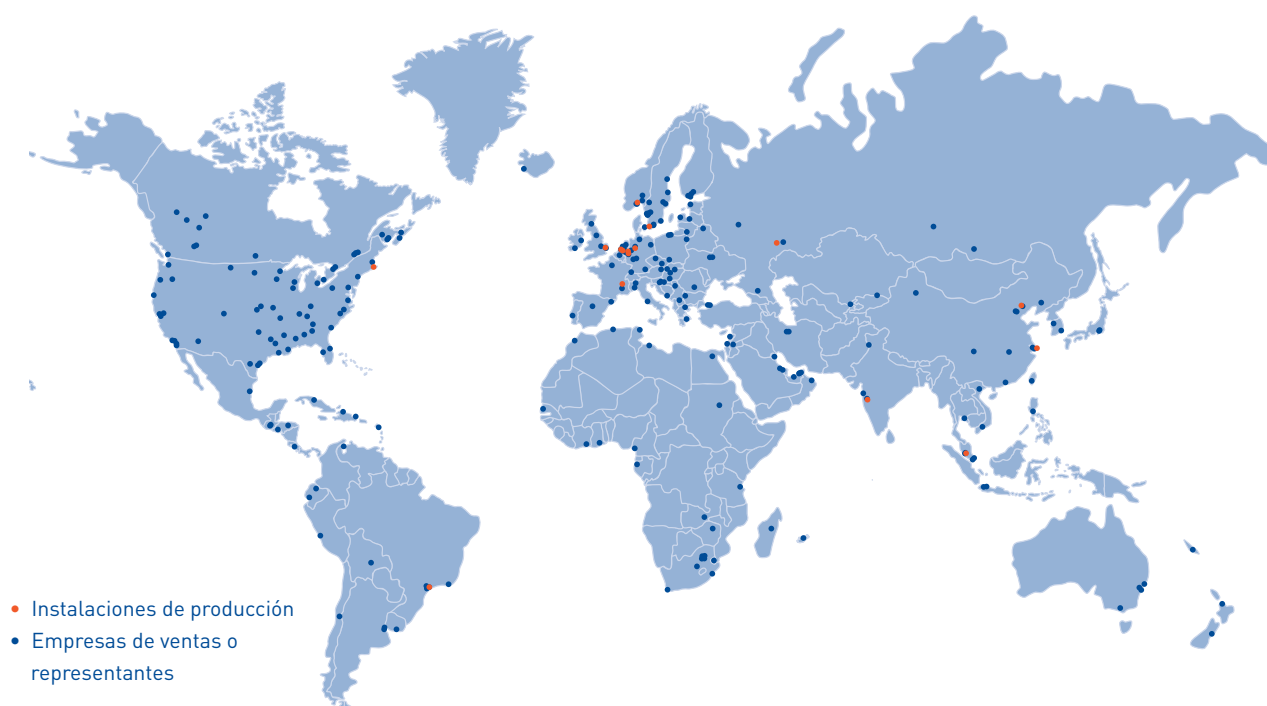 Instalaciones de producción
Empresas de ventas o
representantes